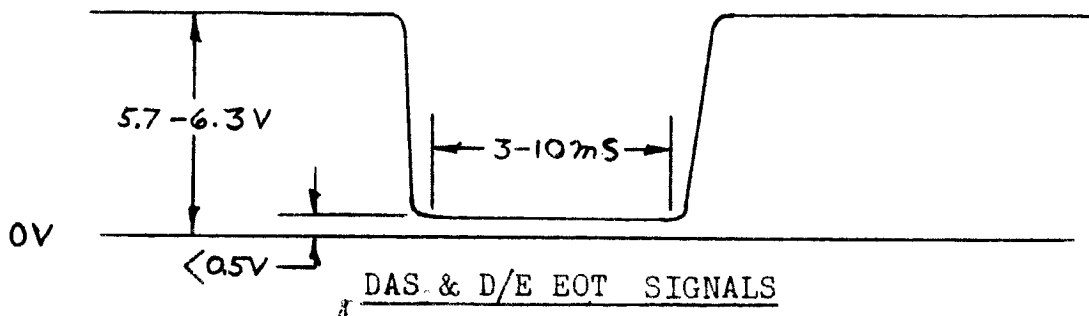 5.7-6.3V
3-10mS
0V
<0.5V
DAS & D/E EOT SIGNALS